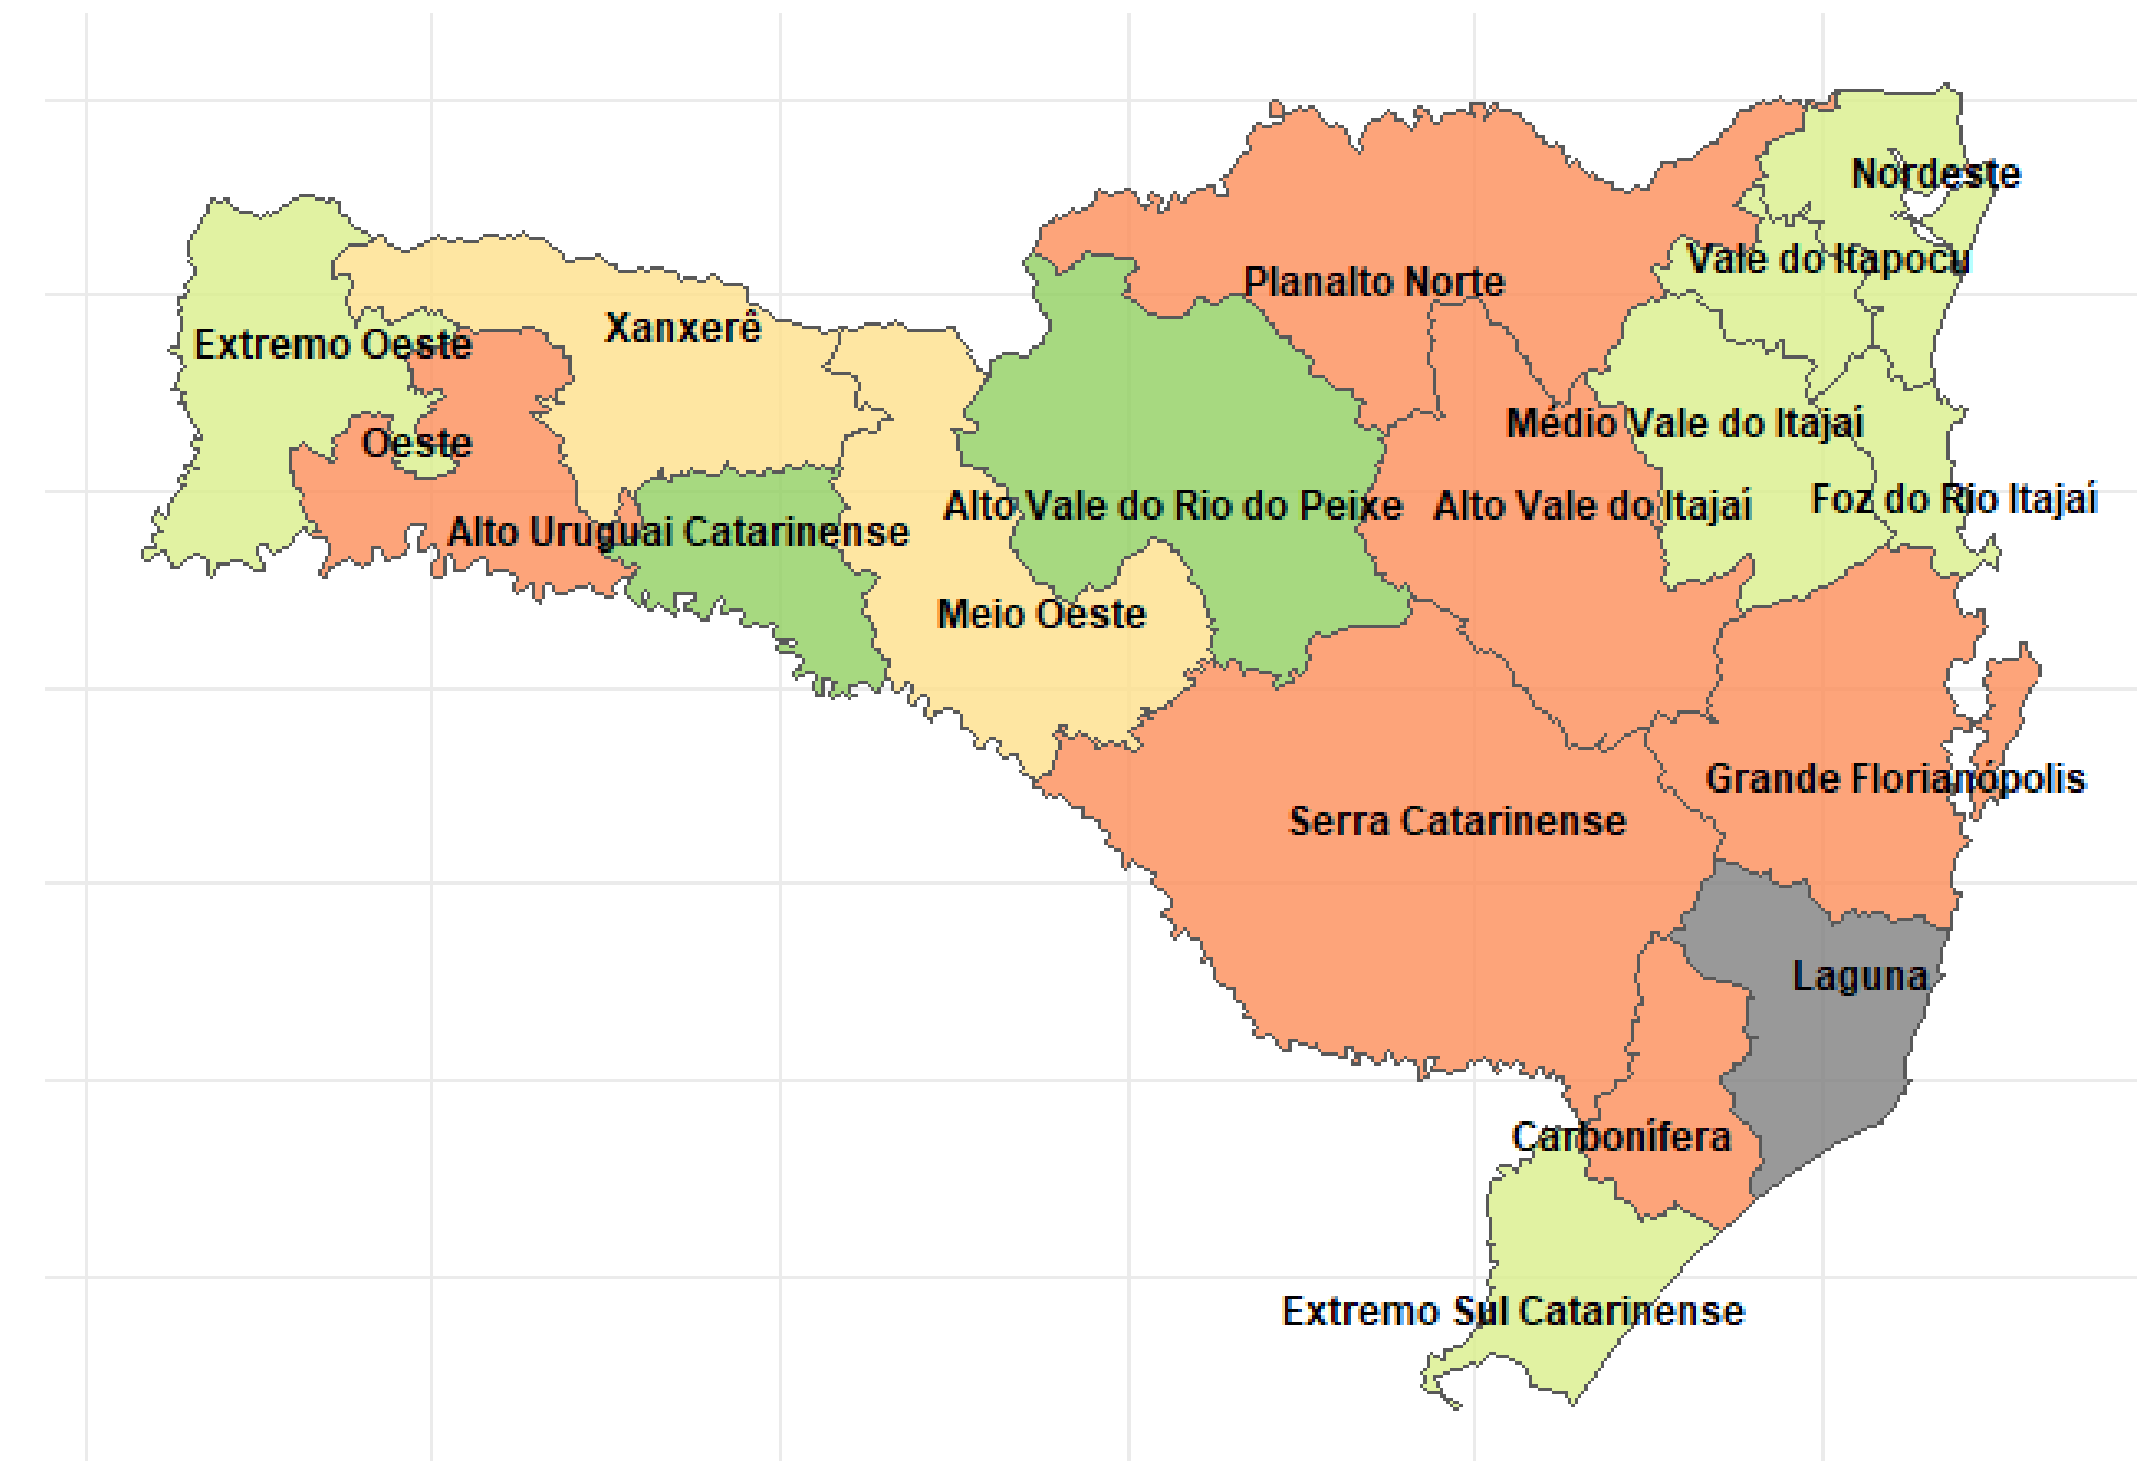 Nordeste
Vale do Itapocu
Planalto Norte
Xanxerê
Extremo Oeste
Médio Vale do Itajaí
Oeste
Foz do Rio Itajaí
Alto Vale do Rio do Peixe
Alto Vale do Itajaí
Alto Uruguai Catarinense
Meio Oeste
Grande Florianópolis
Serra Catarinense
Laguna
Carbonífera
Extremo Sul Catarinense